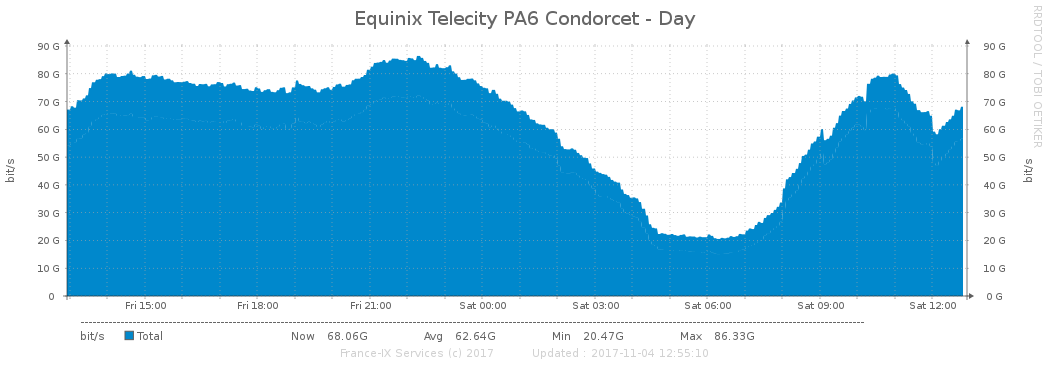 Equinix Telecity PA6 Condorcet - Day
RRDTOOL / TOBI OETIKER
bit/s
90 G 90 G
80 G 80 G
70 G 70 G
60 G 60 G
50 G 50 G
40 G 40 G
30 G 30 G
20 G 20 G
10 G 10 G
0 0 G
bit/s
Fri 15:00 Fri 18:00 Fri 21:00 Sat 00:00 Sat 03:00 Sat 06:00 Sat 09:00 Sat 12:00
bit/s Total Now 68.06G Avg 62.64G Min 20.47G Max 86.33G
France-IX Services (c) 2017 Updated : 2017-11-04 12:55:10